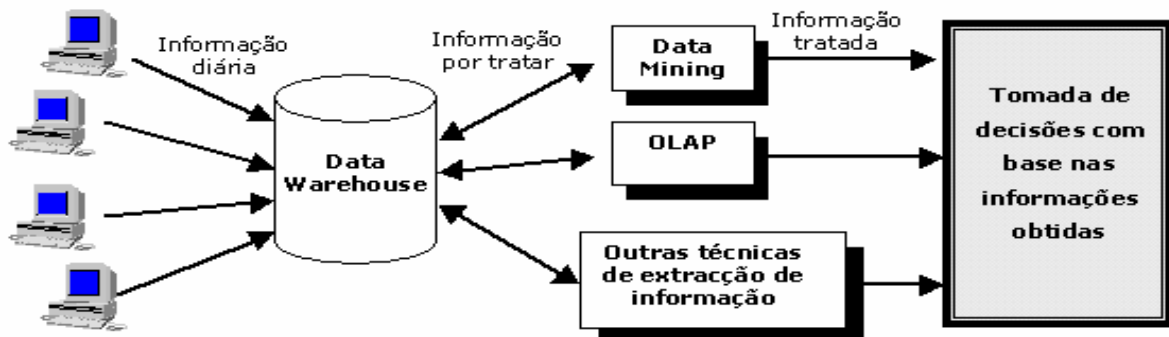 Informação
diária
Data
Warehouse
Informação
por tratar
Data
Mining
OLAP
Outras técnicas
de extracção de
informação
Informação
tratada
Tomada de
decisões com
base nas
informações
obtidas